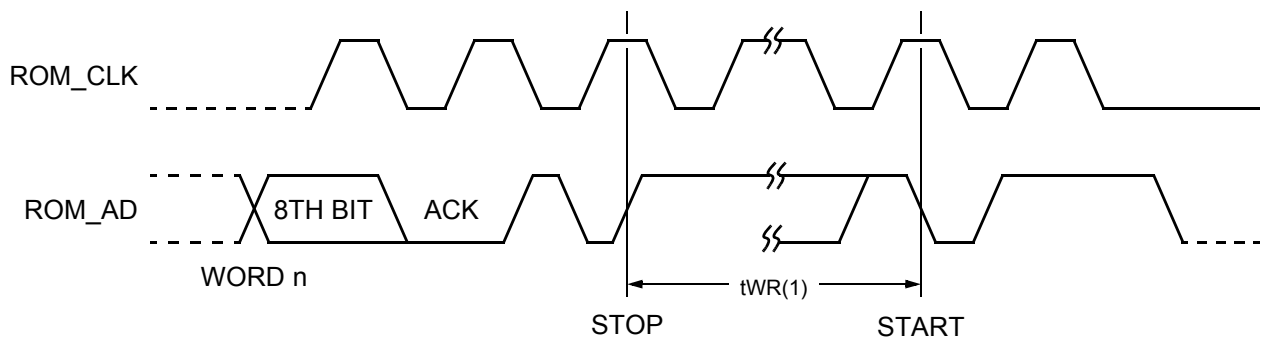 ROM_CLK
ROM_AD
8TH BIT
ACK
WORD n
tWR(1)
STOP
START